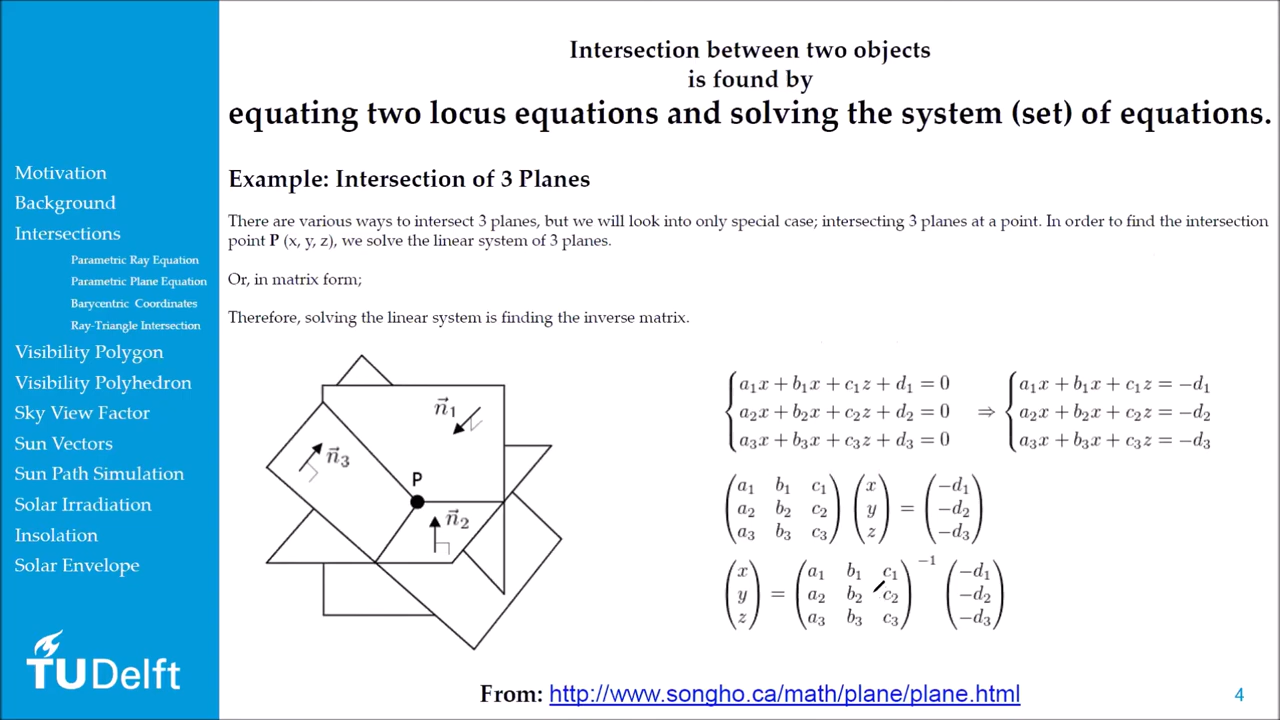 Intersection between two objects
is found by
equating two locus equations and solving the system (set) of equations.
Motivation
Background
Intersections
Parametric Ray Equation
Parametric Plane Equation
Barycentric Coordinates
Ray-Triangle Intersection
Visibility Polygon
Visibility Polyhedron
Sky View Factor
Sun Vectors
Sun Path Simulation
Solar Irradiation
Insolation
Solar Envelope
TUDelft
Example: Intersection of 3 Planes
There are various ways to intersect 3 planes, but we will look into only special case; intersecting 3 planes at a point. In order to find the intersection
point P (x, y, z), we solve the linear system of 3 planes.
Or, in matrix form;
Therefore, solving the linear system is finding the inverse matrix.
n⃗₁
n⃗₃
P
n⃗₂
a₁x + b₁x + c₁z + d₁ = 0 ⇒ a₁x + b₁x + c₁z = −d₁
a₂x + b₂x + c₂z + d₂ = 0 a₂x + b₂x + c₂z = −d₂
a₃x + b₃x + c₃z + d₃ = 0 a₃x + b₃x + c₃z = −d₃
a₁ b₁ c₁ x −d₁
a₂ b₂ c₂ y = −d₂
a₃ b₃ c₃ z −d₃
x a₁ b₁ c₁ −1 −d₁
y = a₂ b₂ c₂ −d₂
z a₃ b₃ c₃ −d₃
From: http://www.songho.ca/math/plane/plane.html
4